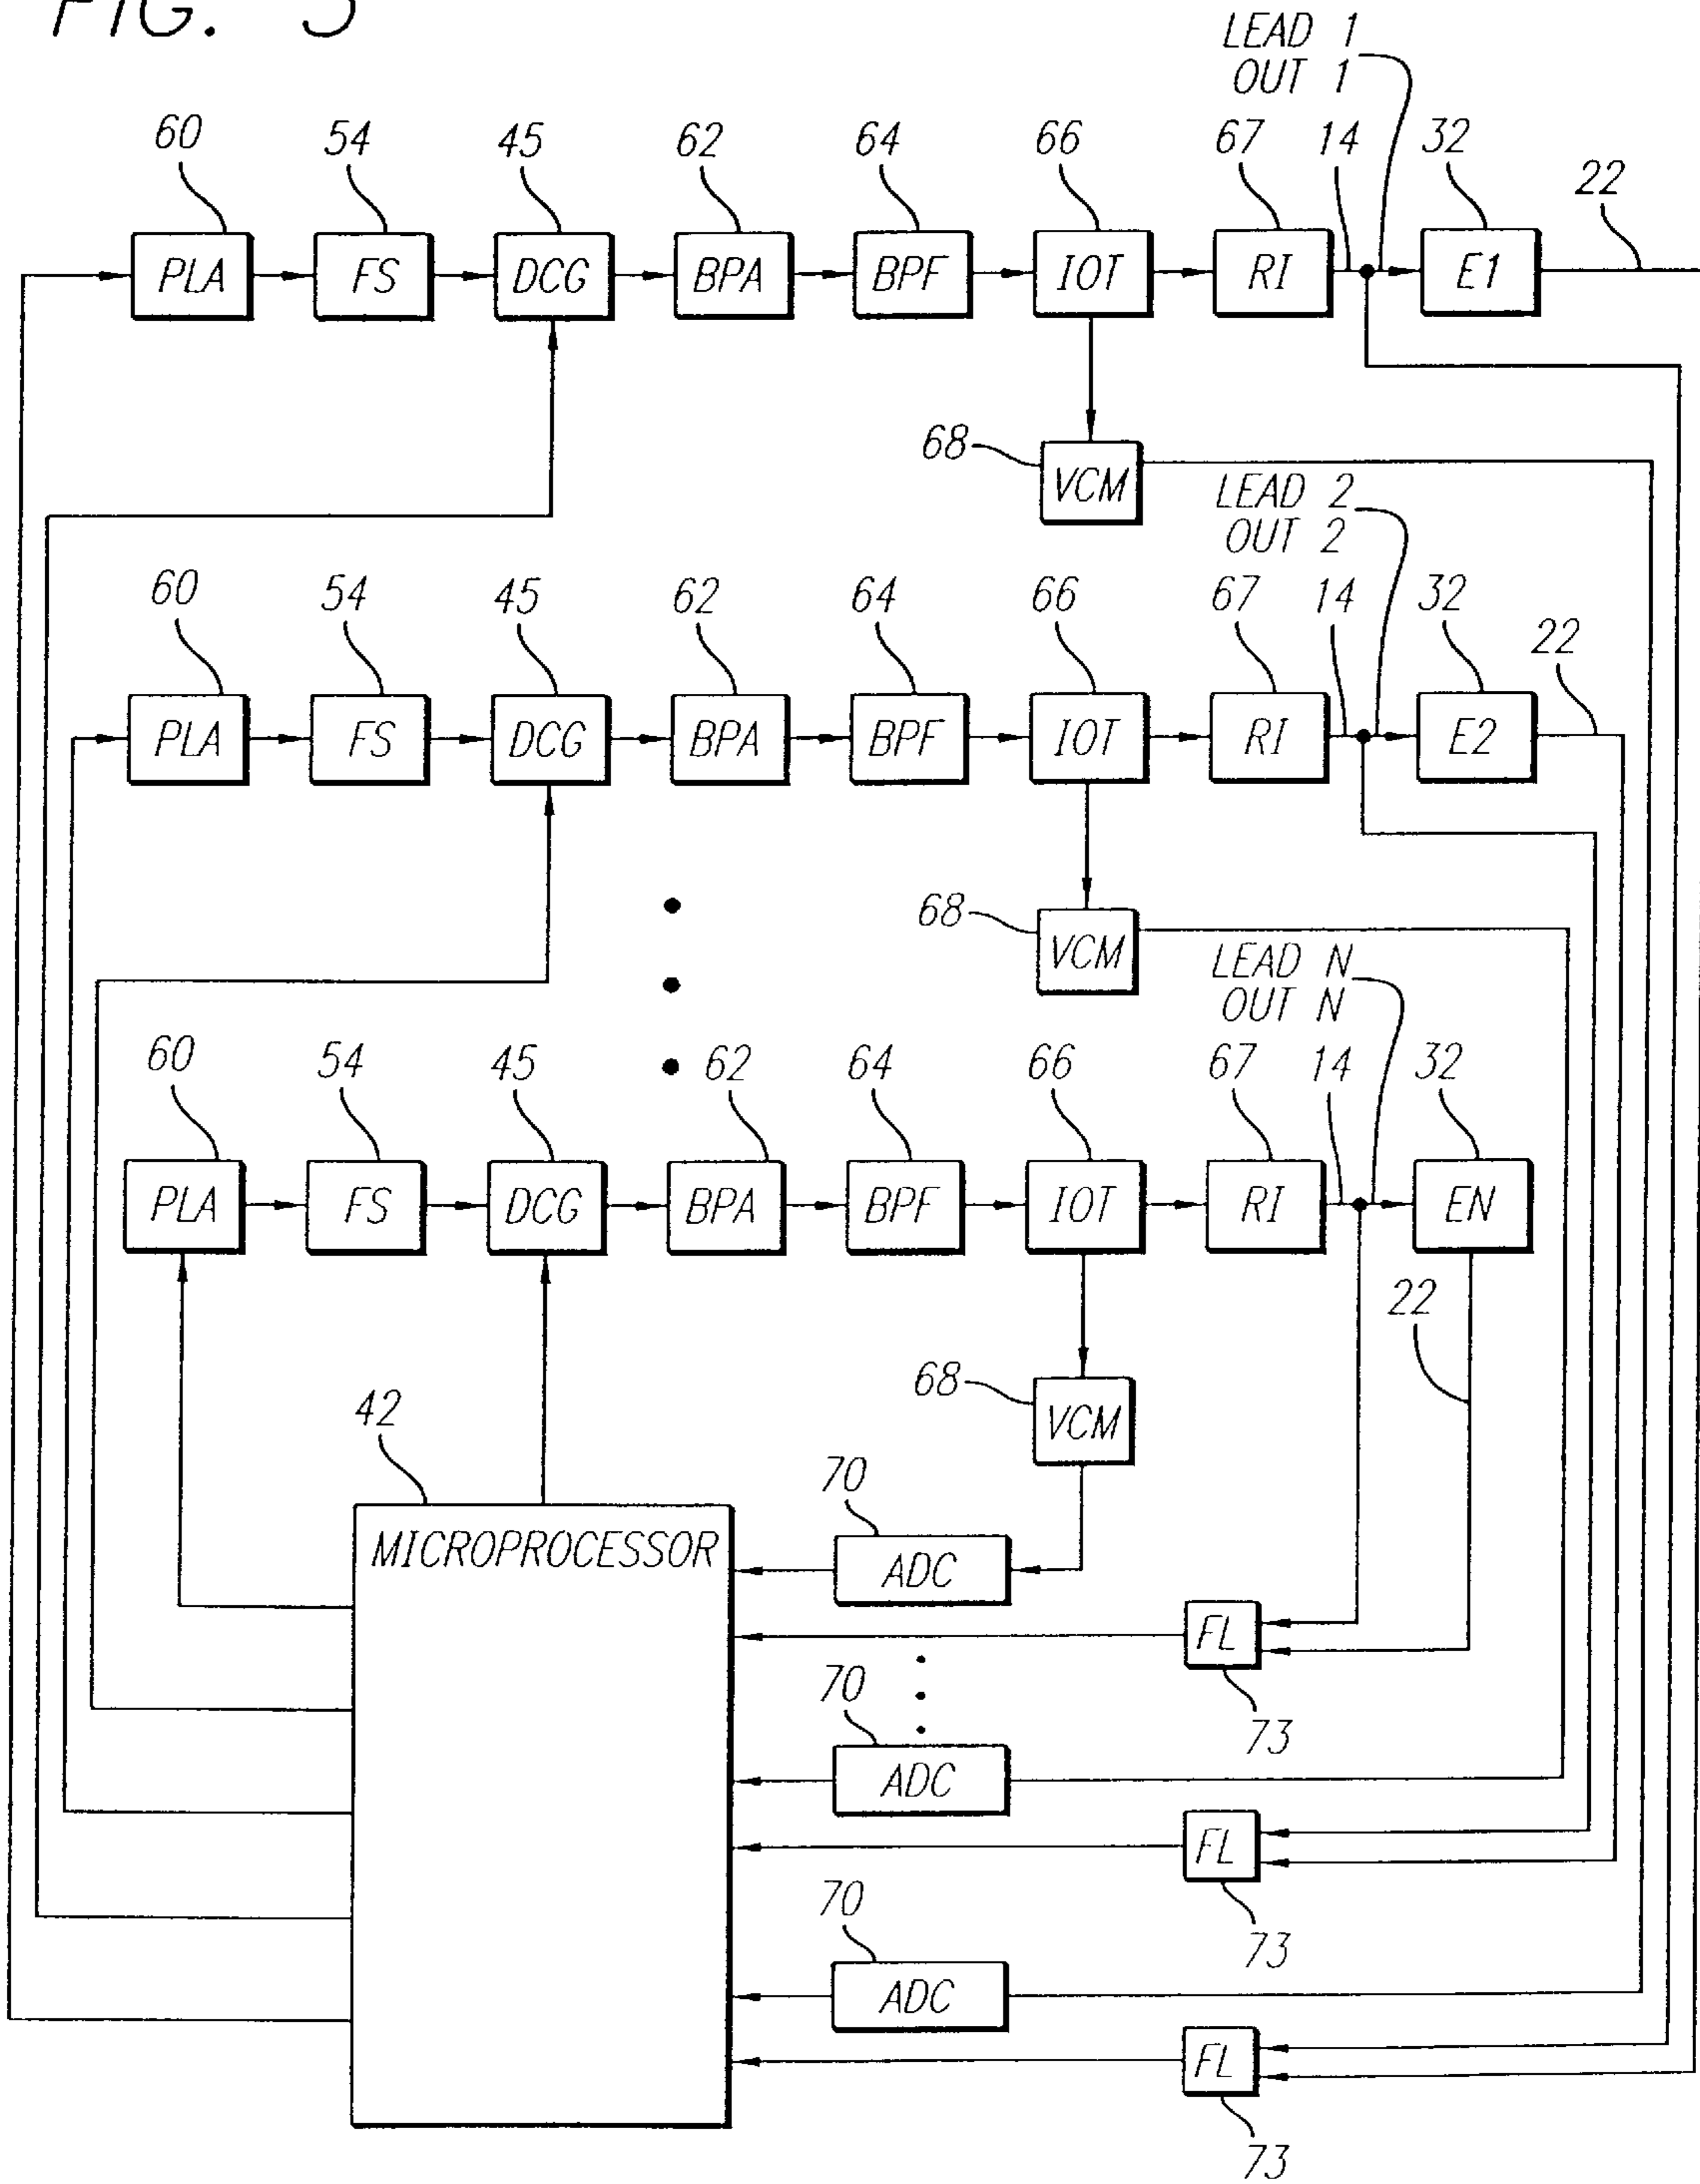 FIG. 3
LEAD 1
OUT 1
60 54 45 62 64 66 67 14 32 22
PLA FS DCG BPA BPF IOT RI E1
68 VCM
LEAD 2
OUT 2
60 54 45 62 64 66 67 14 32 22
PLA FS DCG BPA BPF IOT RI E2
68 VCM
LEAD N
OUT N
60 54 45 62 64 66 67 14 32
PLA FS DCG BPA BPF IOT RI EN
22
68 VCM
42
MICROPROCESSOR
70
ADC
FL
73
70
ADC
FL
73
70
ADC
FL
73